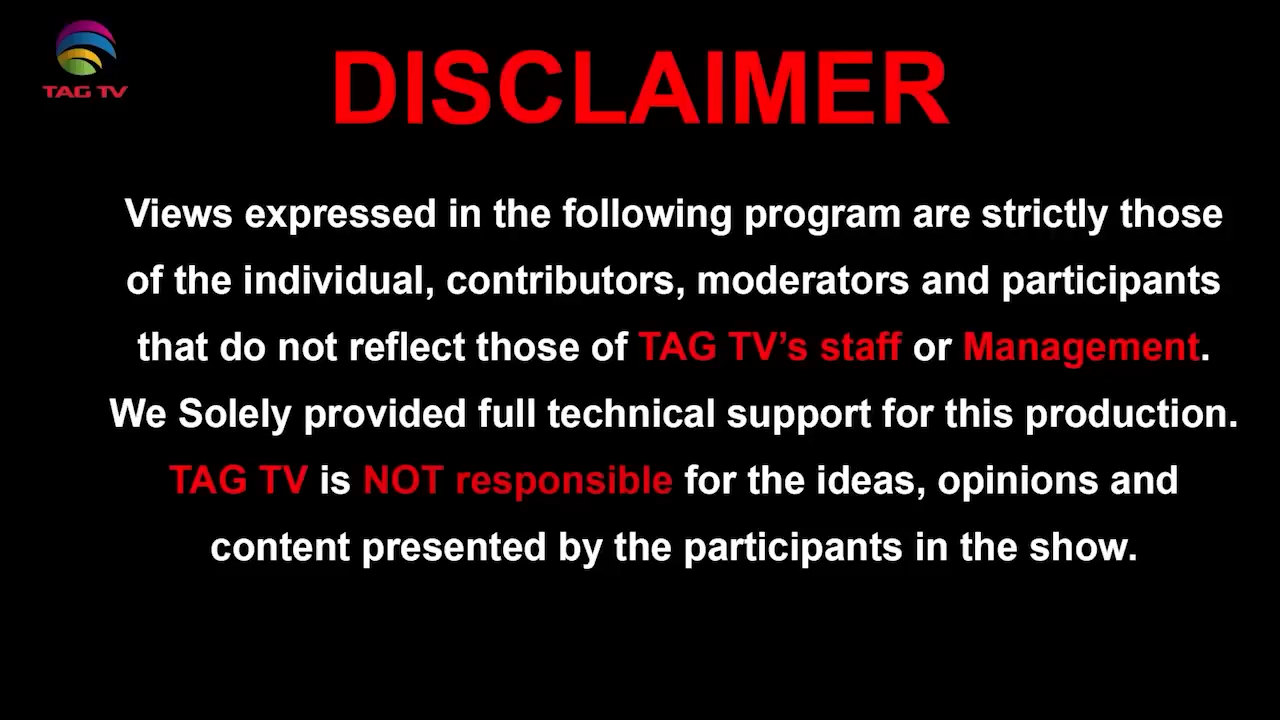 TAG TV
DISCLAIMER
Views expressed in the following program are strictly those
of the individual, contributors, moderators and participants
that do not reflect those of TAG TV’s staff or Management.
We Solely provided full technical support for this production.
TAG TV is NOT responsible for the ideas, opinions and
content presented by the participants in the show.